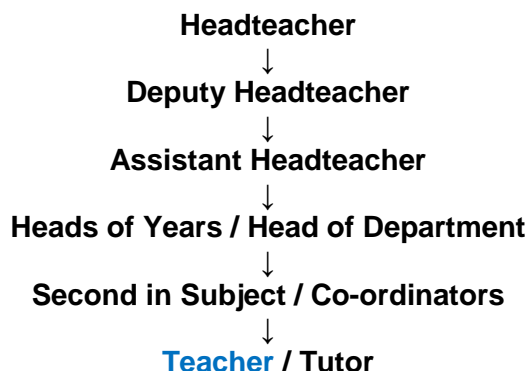 Headteacher
↓
Deputy Headteacher
↓
Assistant Headteacher
↓
Heads of Years / Head of Department
↓
Second in Subject / Co-ordinators
↓
Teacher / Tutor